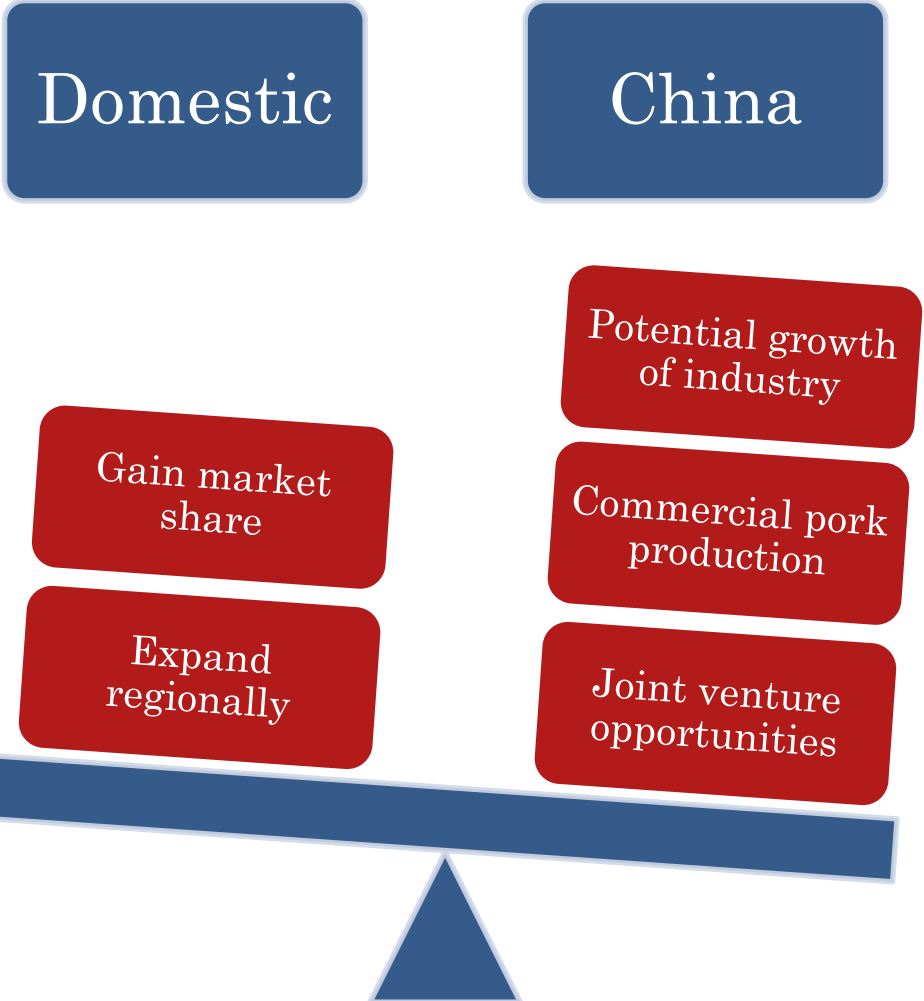 Domestic
China
Gain market
share
Expand
regionally
Potential growth
of industry
Commercial pork
production
Joint venture
opportunities